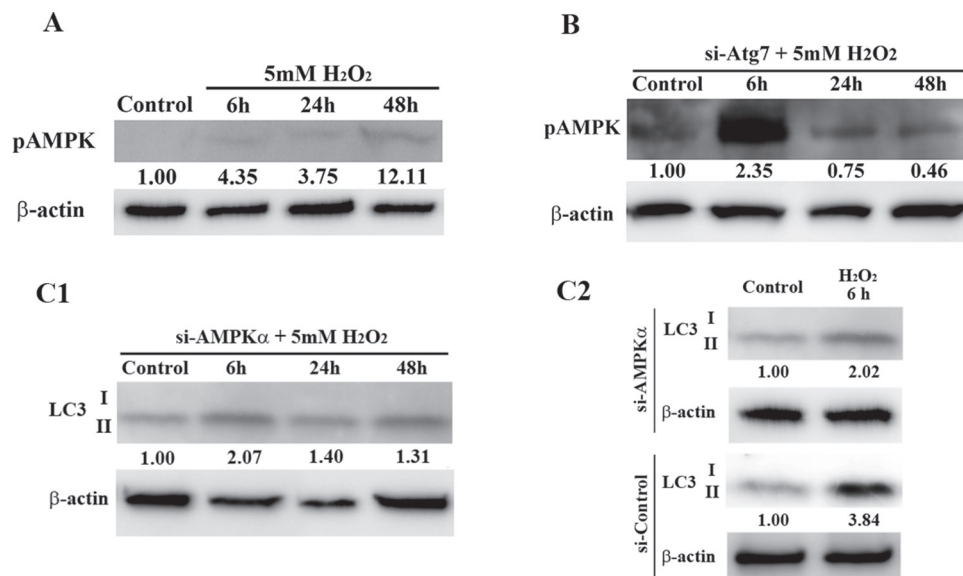 A
5mM H2O2
Control 6h 24h 48h
pAMPK
1.00 4.35 3.75 12.11
β-actin
B
si-Atg7 + 5mM H2O2
Control 6h 24h 48h
pAMPK
1.00 2.35 0.75 0.46
β-actin
C1
si-AMPKα + 5mM H2O2
Control 6h 24h 48h
LC3 I
II
1.00 2.07 1.40 1.31
β-actin
C2
Control H2O2
6 h
si-AMPKα
LC3 I
II
1.00 2.02
β-actin
si-Control
LC3 I
II
1.00 3.84
β-actin